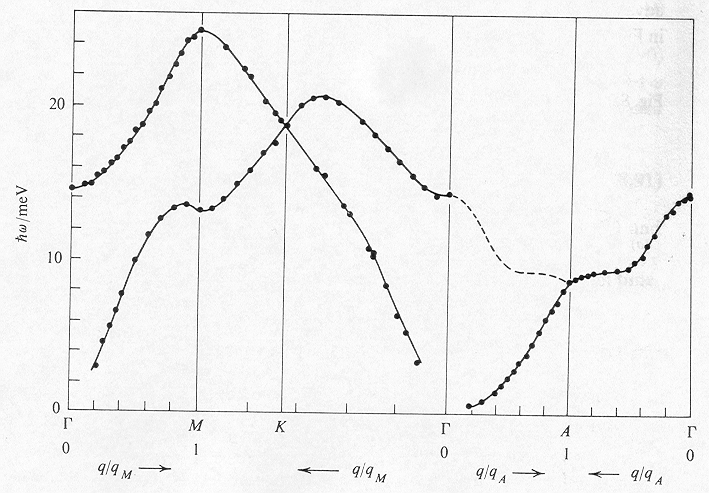 20
10
0
ħω/meV
Γ M K Γ A Γ
0 1 0 1 0
q/q_M → ← q/q_M q/q_A → ← q/q_A